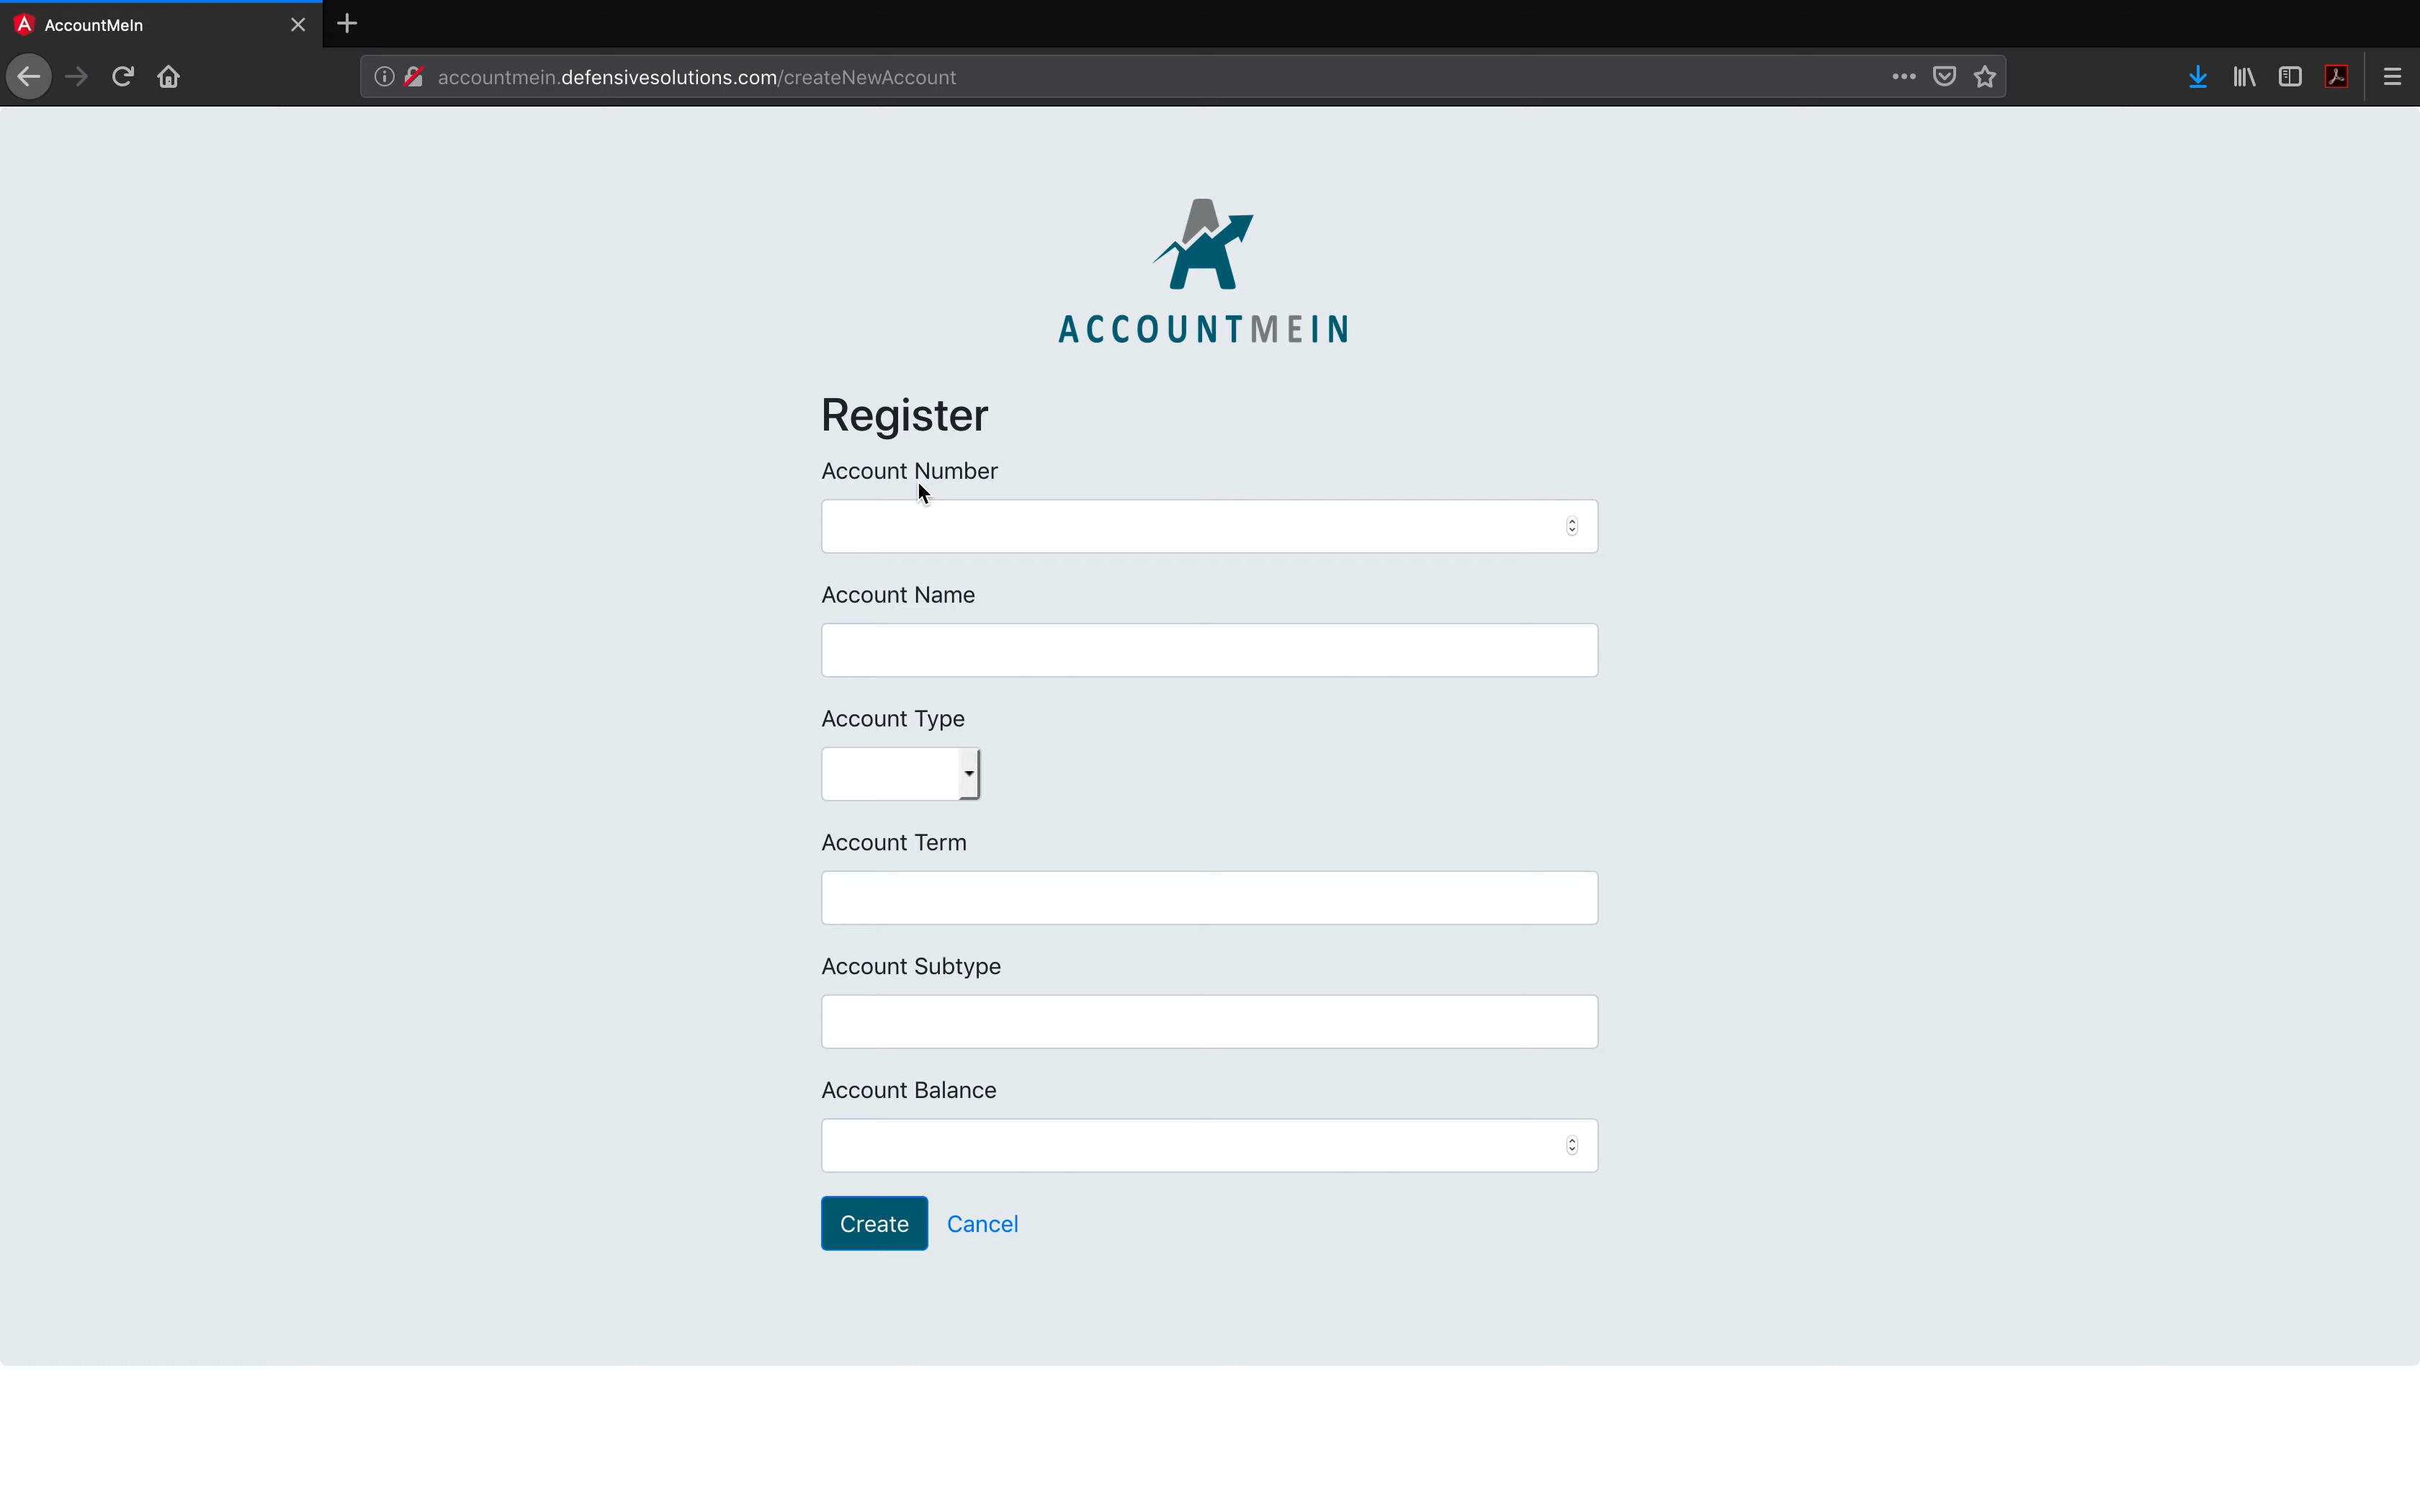 AccountMeIn
accountmein.defensivesolutions.com/createNewAccount
ACCOUNTMEIN
Register
Account Number
Account Name
Account Type
Account Term
Account Subtype
Account Balance
Create Cancel